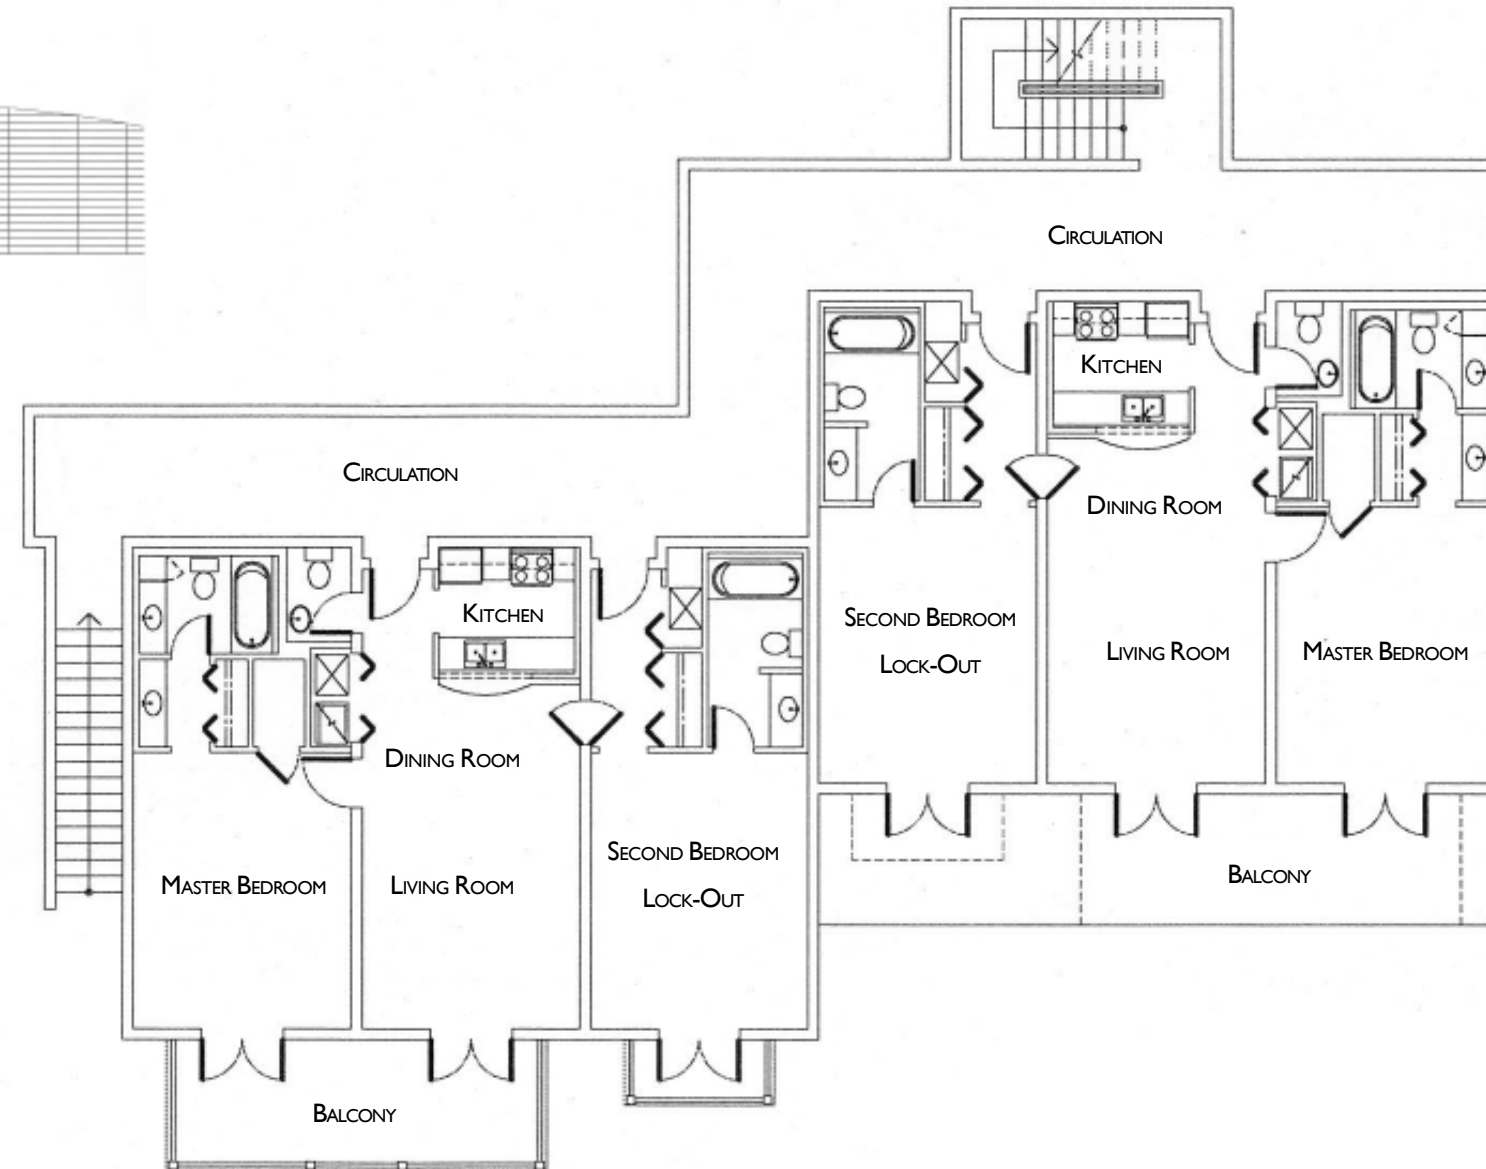 Circulation
Kitchen
Circulation
Dining Room
Kitchen
Second Bedroom
Lock-Out
Living Room
Master Bedroom
Dining Room
Second Bedroom
Lock-Out
Master Bedroom
Living Room
Balcony
Balcony